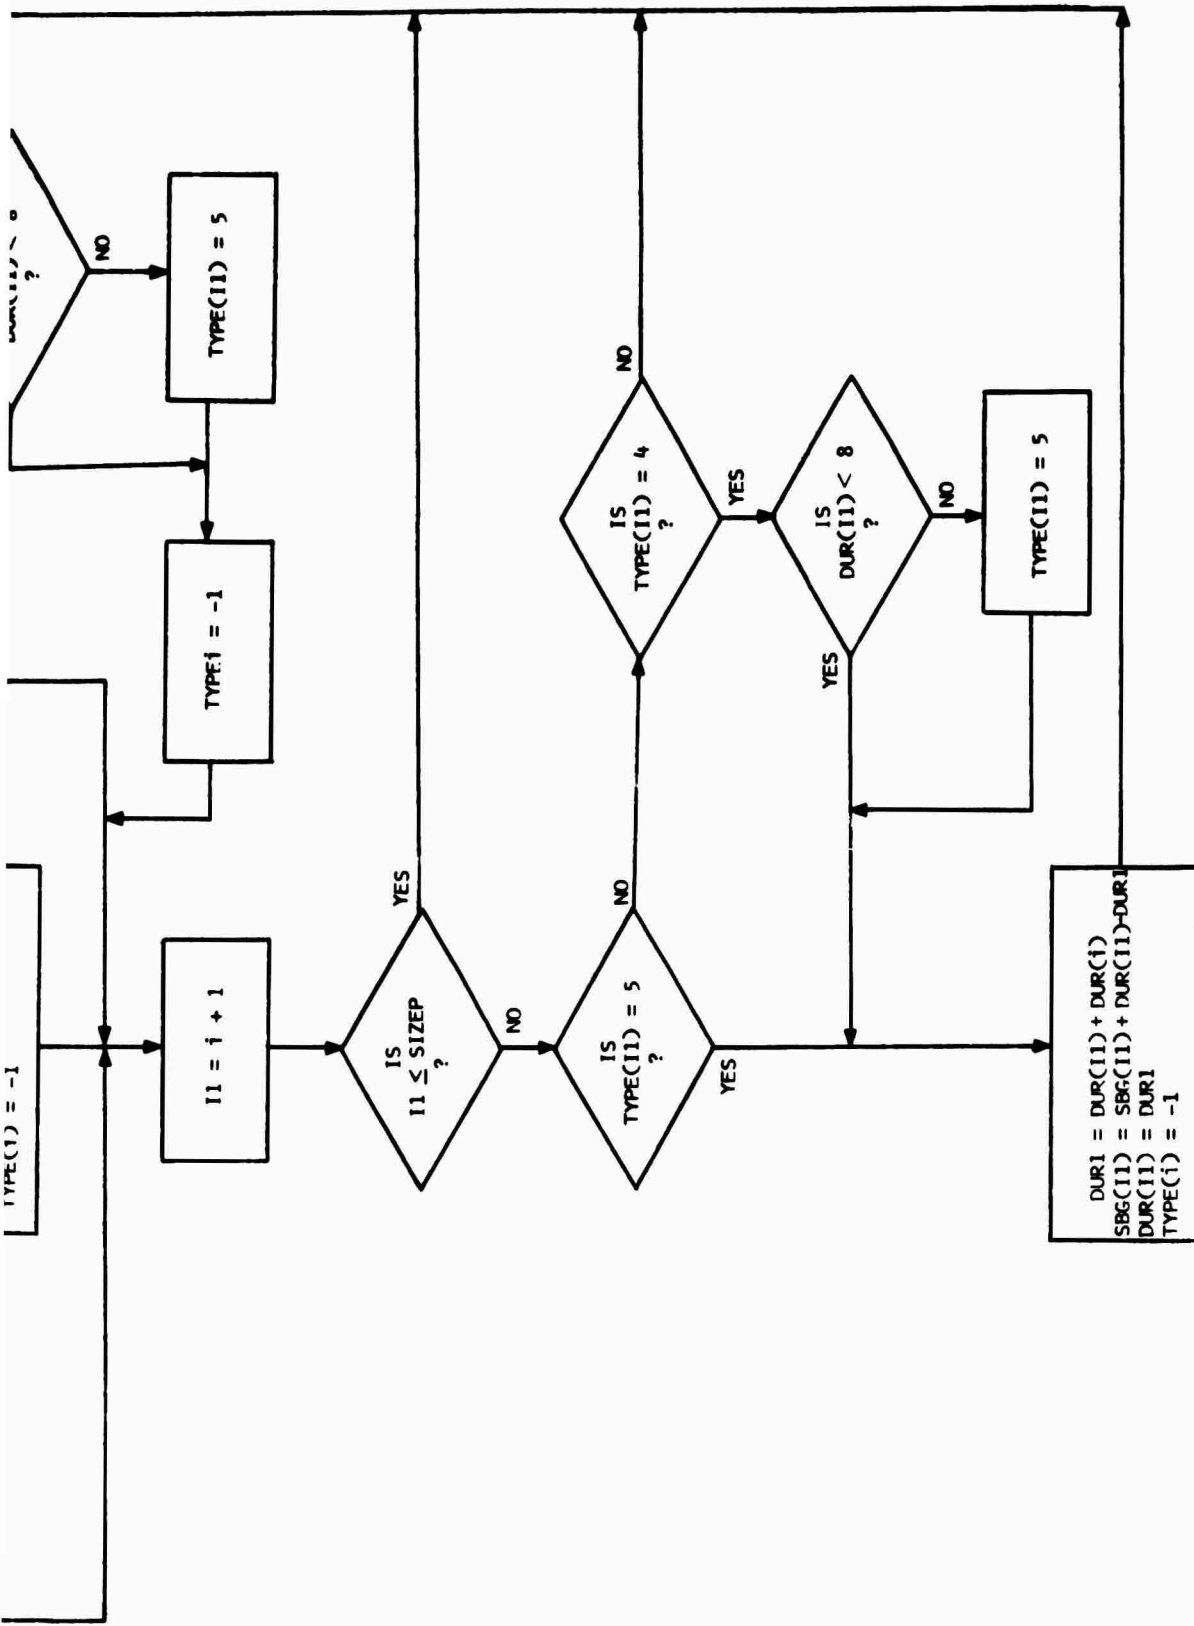 ?
NO
TYPE(I1) = 5
TYPEi = -1
TYPE(i) = -1
I1 = i + 1
IS
I1 ≤ SIZEP
?
YES
NO
IS
TYPE(I1) = 5
?
NO
YES
IS
TYPE(I1) = 4
?
NO
YES
IS
DUR(I1) < 8
?
YES
NO
TYPE(I1) = 5
DUR1 = DUR(I1) + DUR(i)
SBG(I1) = SBG(I1) + DUR(I1)-DUR1
DUR(I1) = DUR1
TYPE(i) = -1